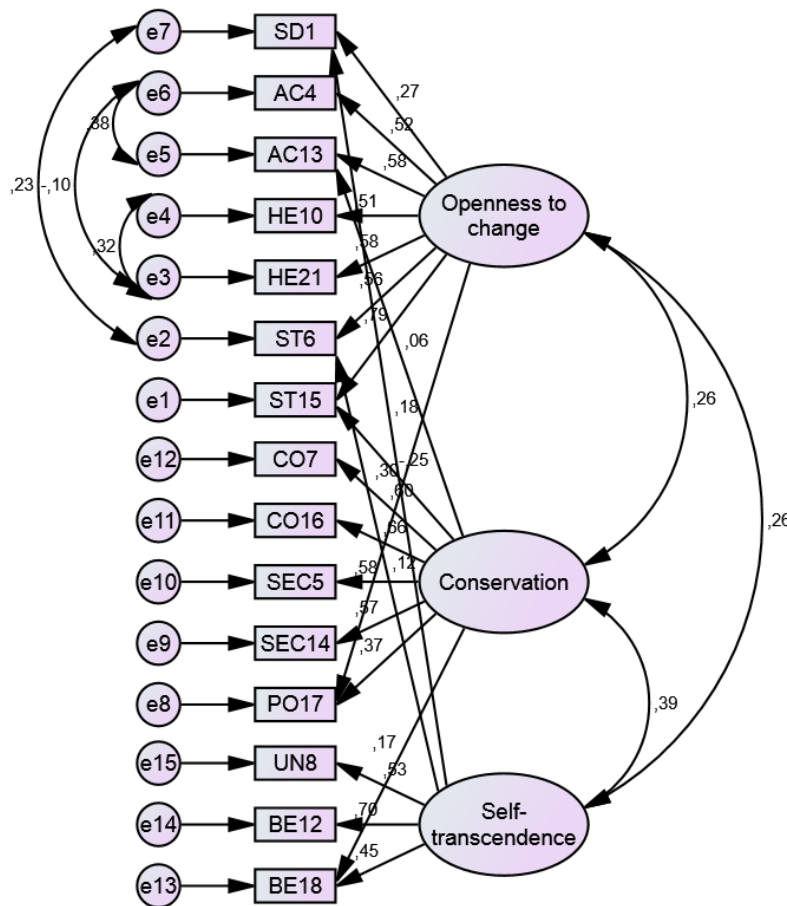 e7
SD1
e6
AC4
,27
,38
,52
e5
AC13
,58
,23
-,10
e4
HE10
,51
Openness to
change
,32
,58
e3
HE21
,56
e2
ST6
,79
,06
e1
ST15
,18
,26
e12
CO7
,30
-,25
,60
e11
CO16
,66
,26
e10
SEC5
,58
,12
Conservation
e9
SEC14
,57
,37
e8
PO17
,39
,17
e15
UN8
,53
Self-
transcendence
e14
BE12
,70
,45
e13
BE18